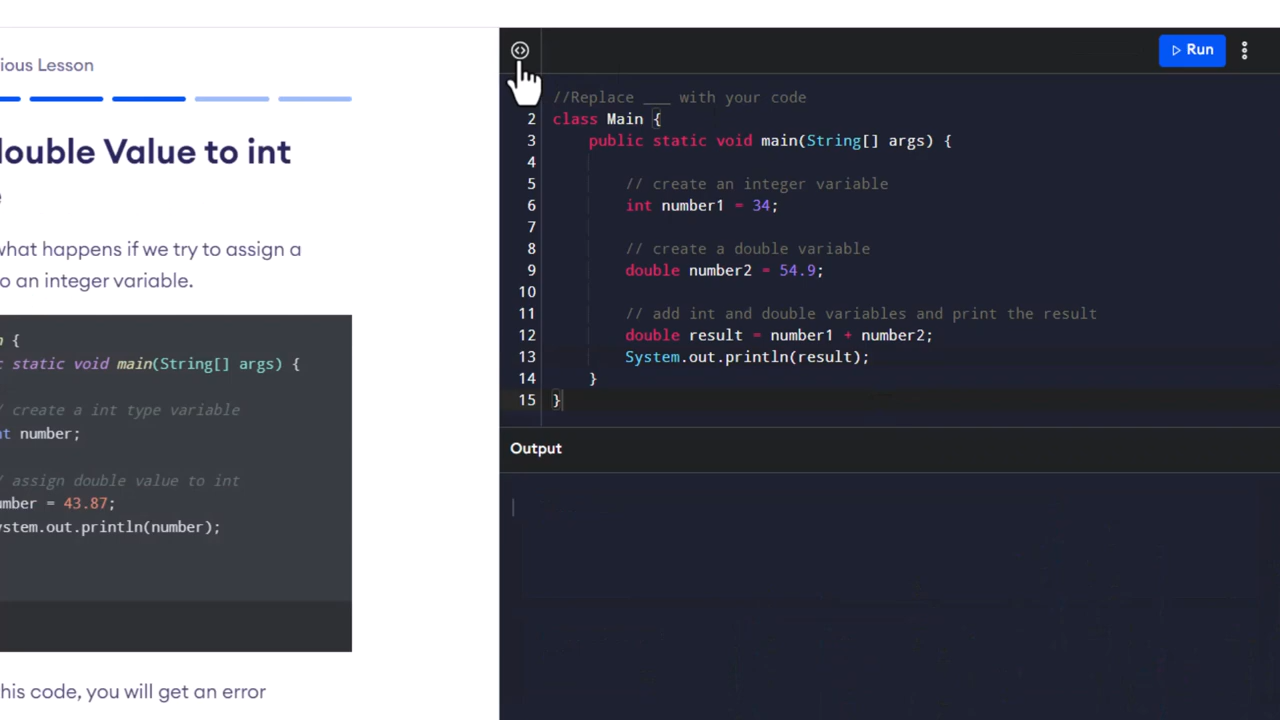 ious Lesson
double Value to int
e
what happens if we try to assign a
o an integer variable.
n {
c static void main(String[] args) {
/ create a int type variable
nt number;
/ assign double value to int
umber = 43.87;
ystem.out.println(number);
his code, you will get an error
Run
//Replace ___ with your code
2 class Main {
3 public static void main(String[] args) {
4
5 // create an integer variable
6 int number1 = 34;
7
8 // create a double variable
9 double number2 = 54.9;
10
11 // add int and double variables and print the result
12 double result = number1 + number2;
13 System.out.println(result);
14 }
15 }
Output